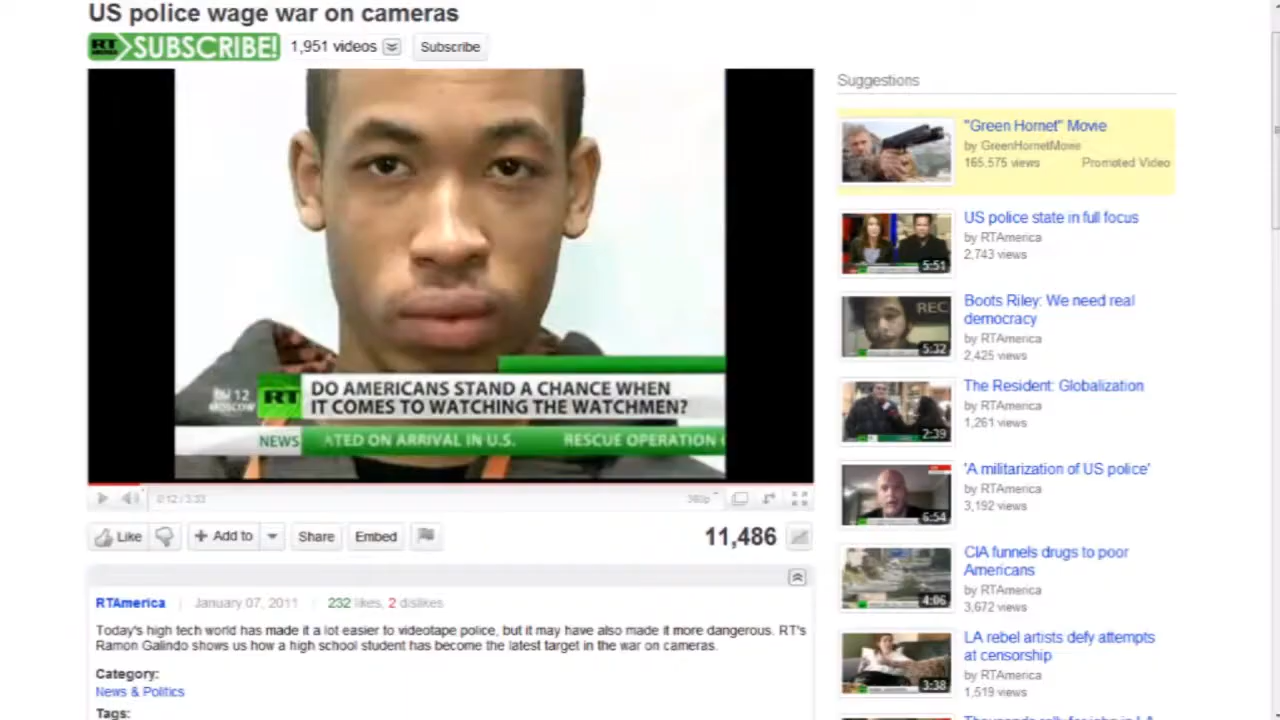 US police wage war on cameras
RT SUBSCRIBE! 1,951 videos Subscribe
DO AMERICANS STAND A CHANCE WHEN
IT COMES TO WATCHING THE WATCHMEN?
12 RT
MOSCOW
NEWS ATED ON ARRIVAL IN U.S. RESCUE OPERATION
0:12 / 3:33 360p
Like Add to Share Embed 11,486
RTAmerica January 07, 2011 232 likes, 2 dislikes
Today's high tech world has made it a lot easier to videotape police, but it may have also made it more dangerous. RT's
Ramon Galindo shows us how a high school student has become the latest target in the war on cameras.
Category:
News & Politics
Tags:
Suggestions
"Green Hornet" Movie
by GreenHornetMovie
165,575 views Promoted Video
US police state in full focus
by RTAmerica
2,743 views
5:51
Boots Riley: We need real
democracy
by RTAmerica
2,425 views
REC
5:32
The Resident: Globalization
by RTAmerica
1,261 views
2:39
'A militarization of US police'
by RTAmerica
3,192 views
6:54
CIA funnels drugs to poor
Americans
by RTAmerica
3,672 views
4:06
LA rebel artists defy attempts
at censorship
by RTAmerica
1,519 views
3:38